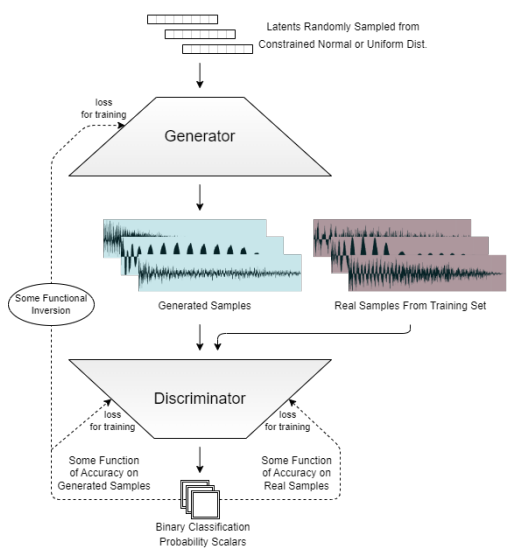 Latents Randomly Sampled from
Constrained Normal or Uniform Dist.
loss
for training
Generator
Generated Samples
Real Samples From Training Set
Some Functional
Inversion
Discriminator
loss
for training
loss
for training
Some Function
of Accuracy on
Generated Samples
Some Function
of Accuracy on
Real Samples
Binary Classification
Probability Scalars